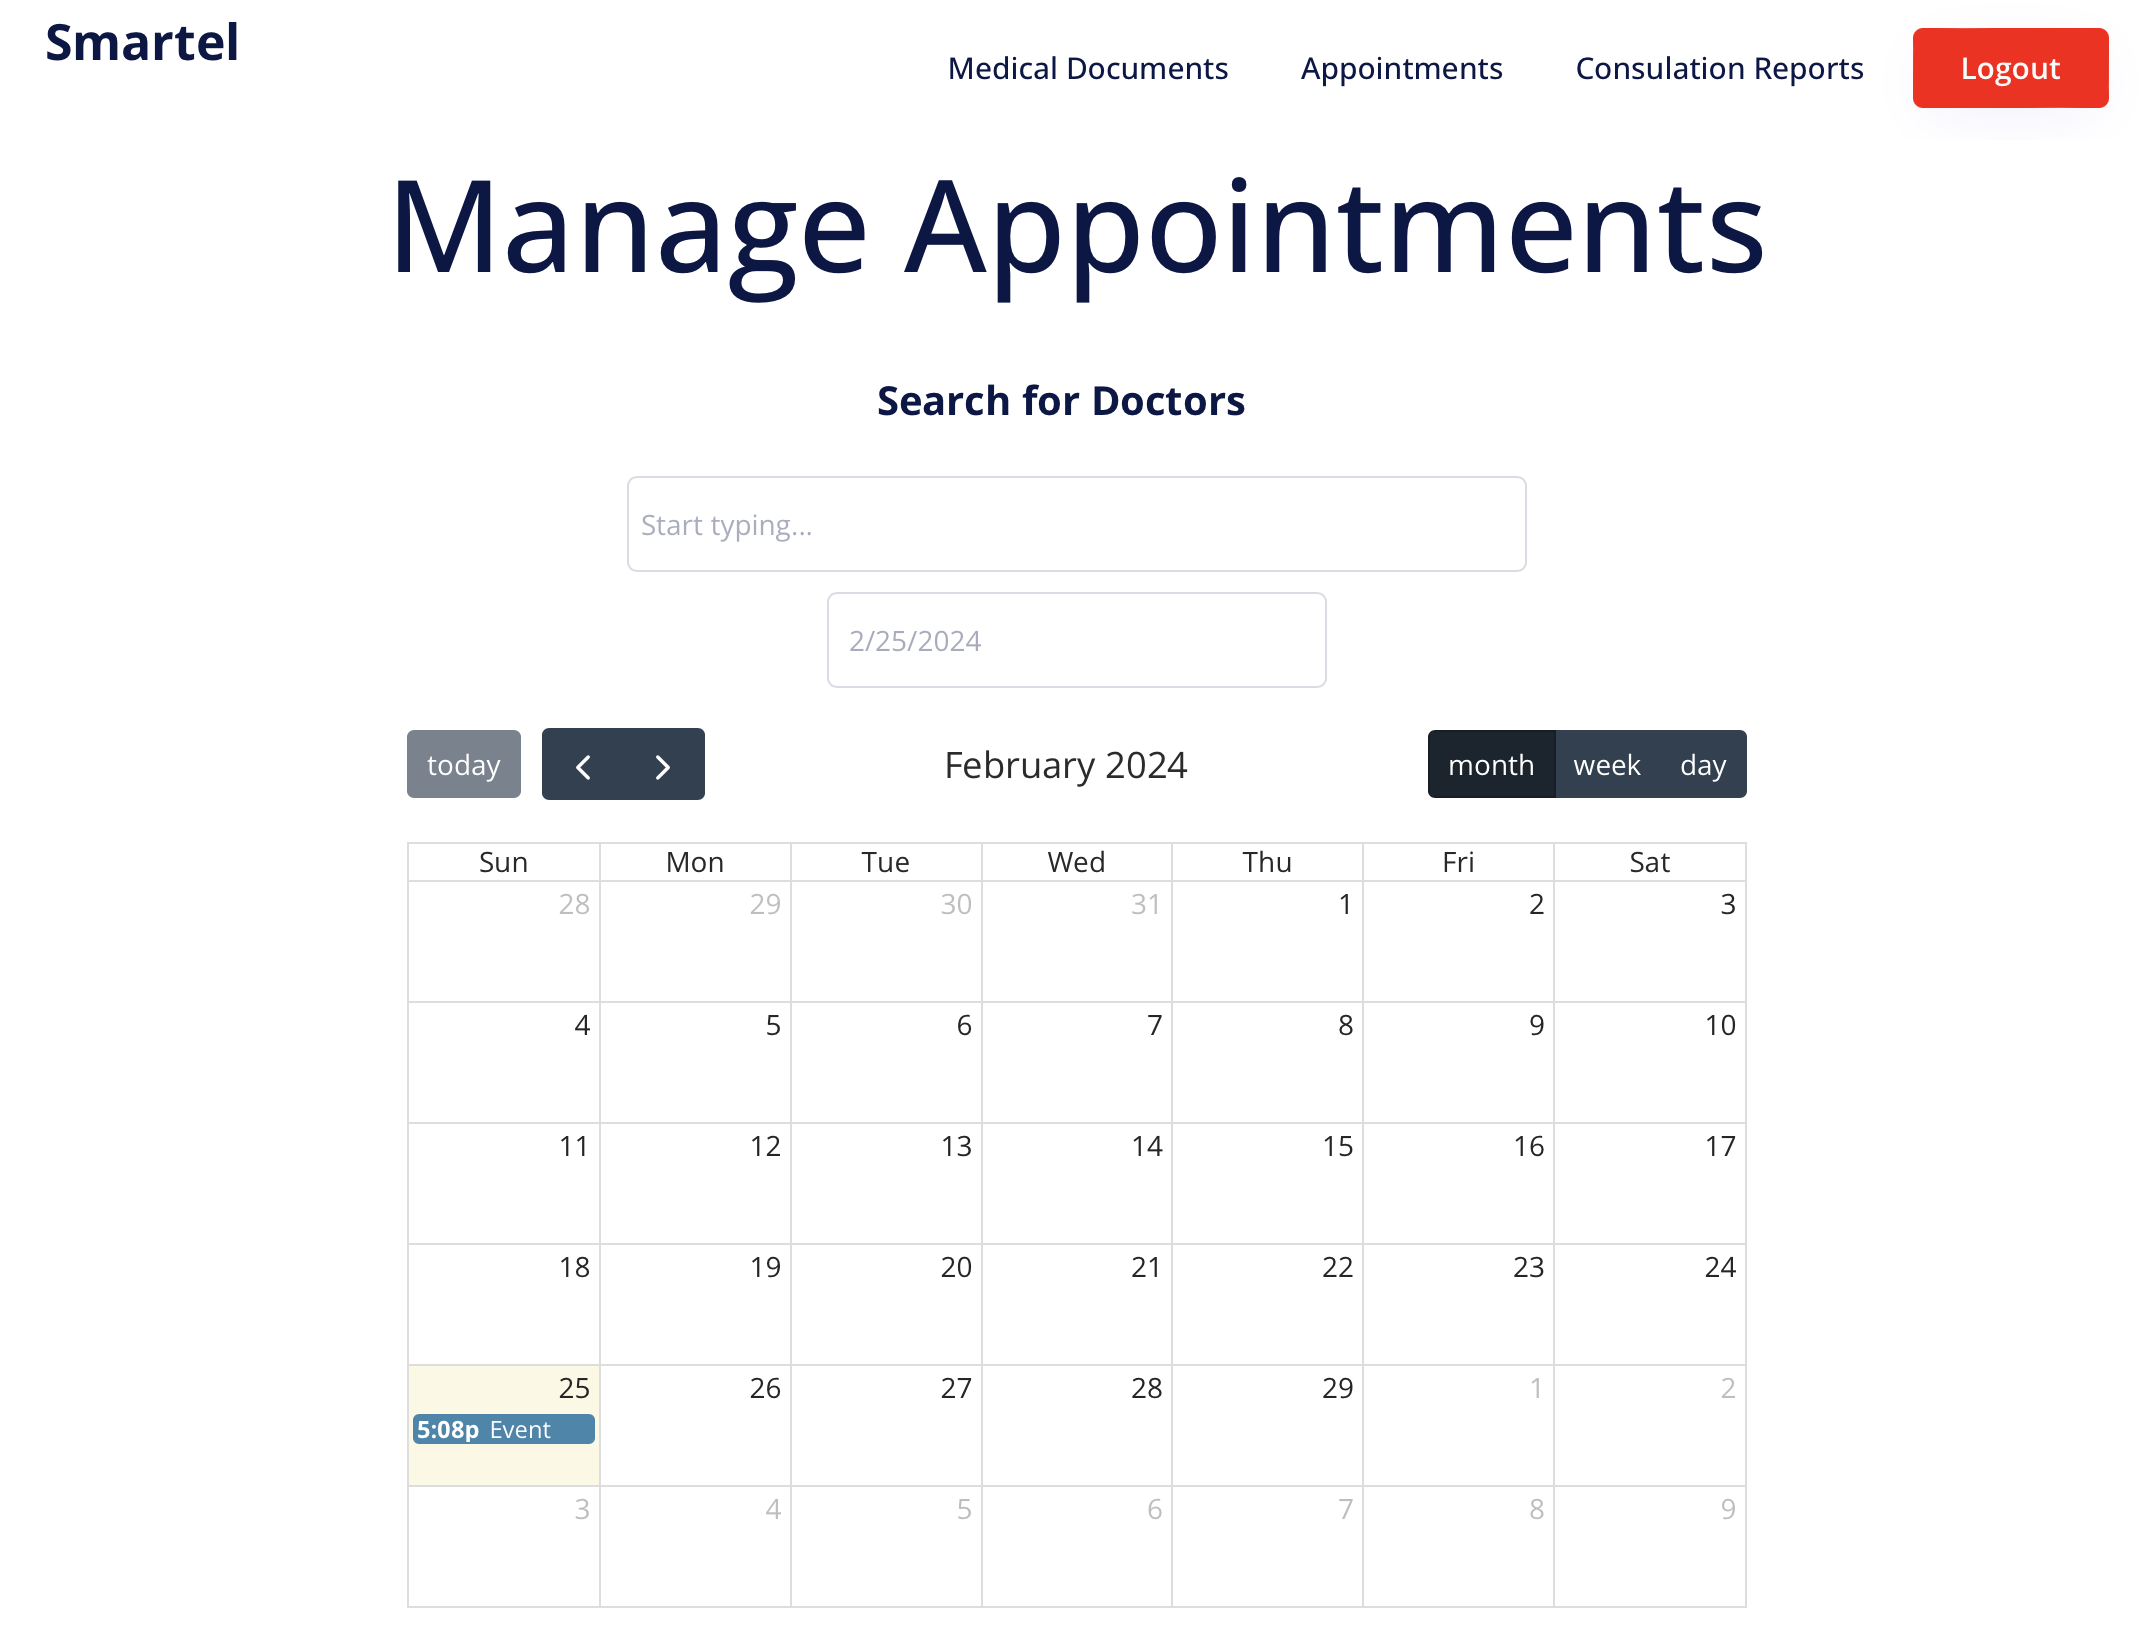 Smartel
Medical Documents Appointments Consulation Reports Logout
Manage Appointments
Search for Doctors
Start typing...
2/25/2024
today February 2024 month week day
Sun Mon Tue Wed Thu Fri Sat
28 29 30 31 1 2 3
4 5 6 7 8 9 10
11 12 13 14 15 16 17
18 19 20 21 22 23 24
25 26 27 28 29 1 2
5:08p Event
3 4 5 6 7 8 9